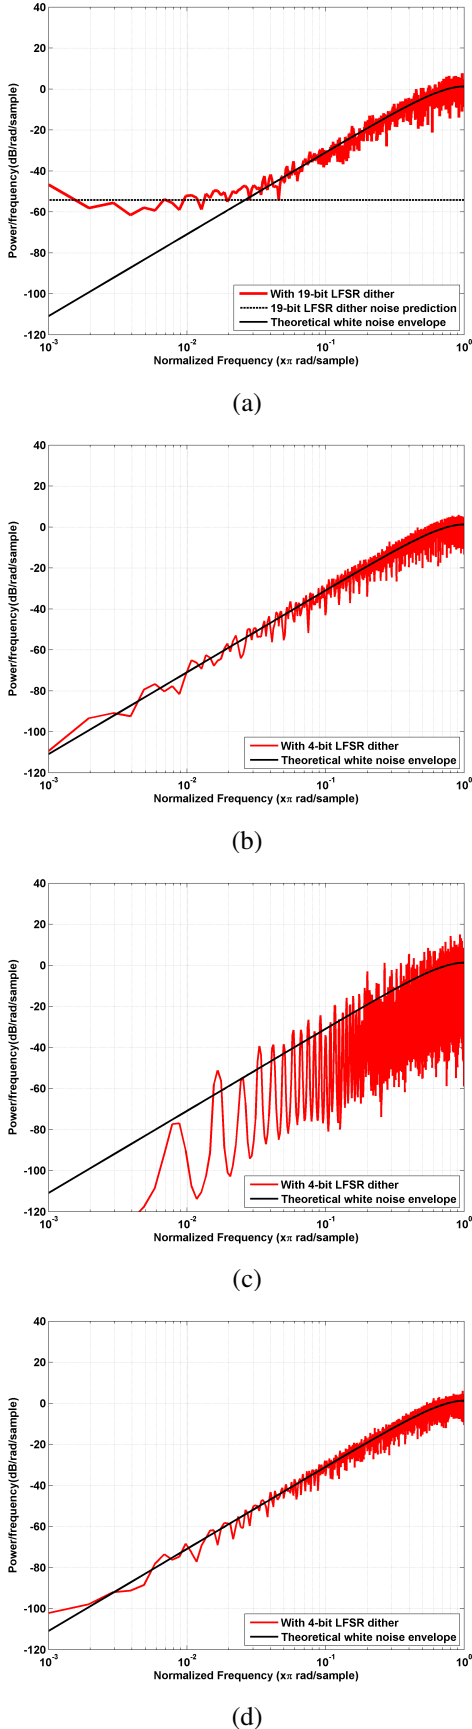 40
20
0
-20
-40
-60
-80
-100
-120
Power/frequency(dB/rad/sample)
With 19-bit LFSR dither
19-bit LFSR dither noise prediction
Theoretical white noise envelope
10^-3 10^-2 10^-1 10^0
Normalized Frequency (xπ rad/sample)
(a)
40
20
0
-20
-40
-60
-80
-100
-120
Power/frequency(dB/rad/sample)
With 4-bit LFSR dither
Theoretical white noise envelope
10^-3 10^-2 10^-1 10^0
Normalized Frequency (xπ rad/sample)
(b)
40
20
0
-20
-40
-60
-80
-100
-120
Power/frequency(dB/rad/sample)
With 4-bit LFSR dither
Theoretical white noise envelope
10^-3 10^-2 10^-1 10^0
Normalized Frequency (xπ rad/sample)
(c)
40
20
0
-20
-40
-60
-80
-100
-120
Power/frequency(dB/rad/sample)
With 4-bit LFSR dither
Theoretical white noise envelope
10^-3 10^-2 10^-1 10^0
Normalized Frequency (xπ rad/sample)
(d)